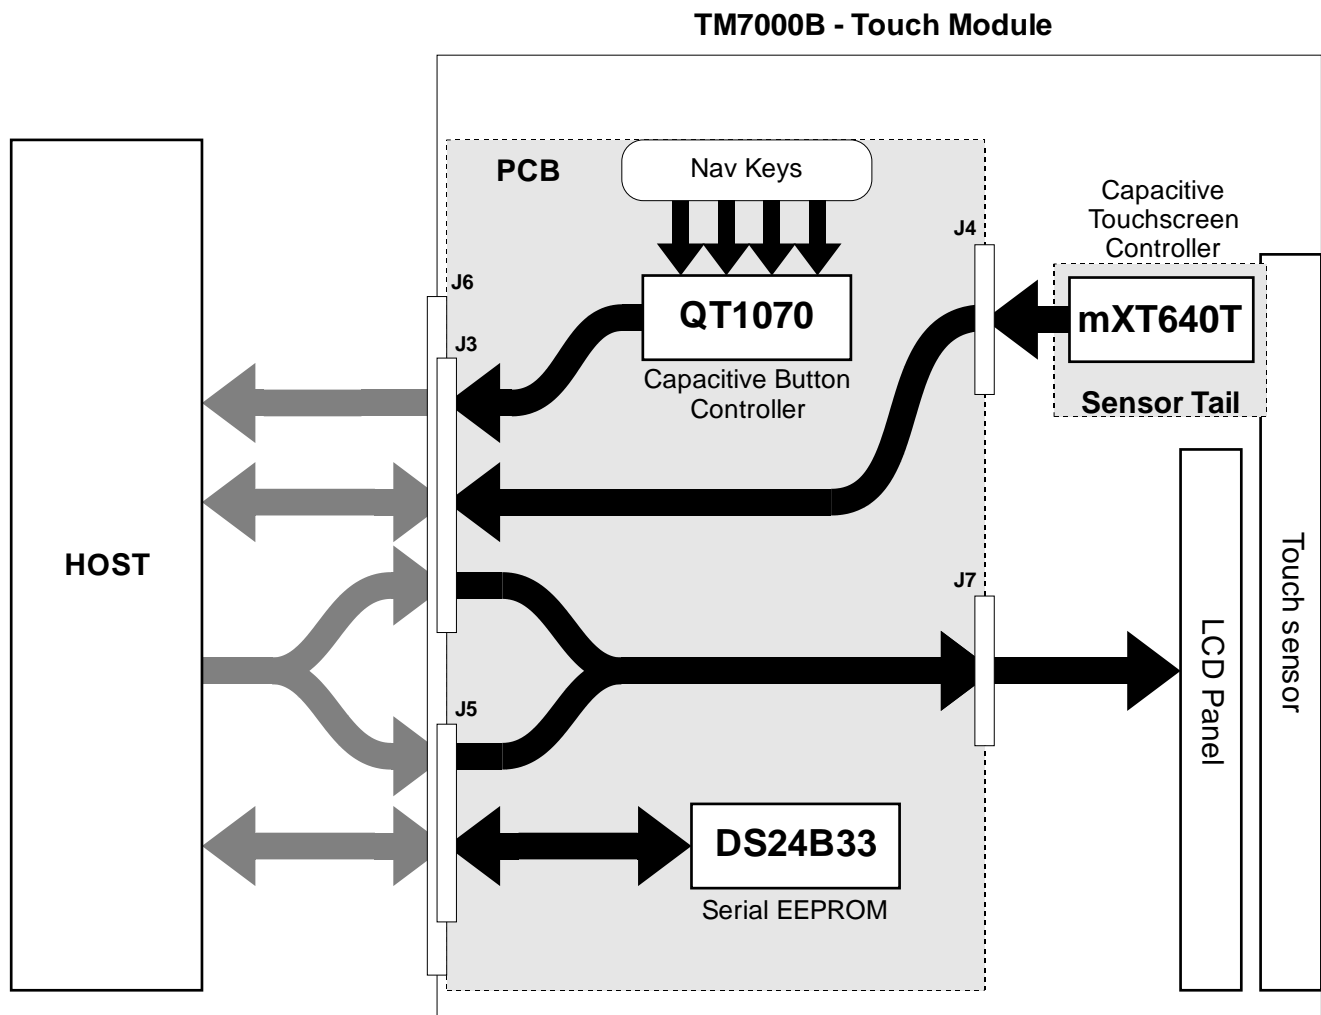 TM7000B - Touch Module
PCB
Nav Keys
Capacitive
Touchscreen
Controller
J4
J6
J3
QT1070
mXT640T
Capacitive Button
Controller
Sensor Tail
HOST
J7
Touch sensor
LCD Panel
J5
DS24B33
Serial EEPROM